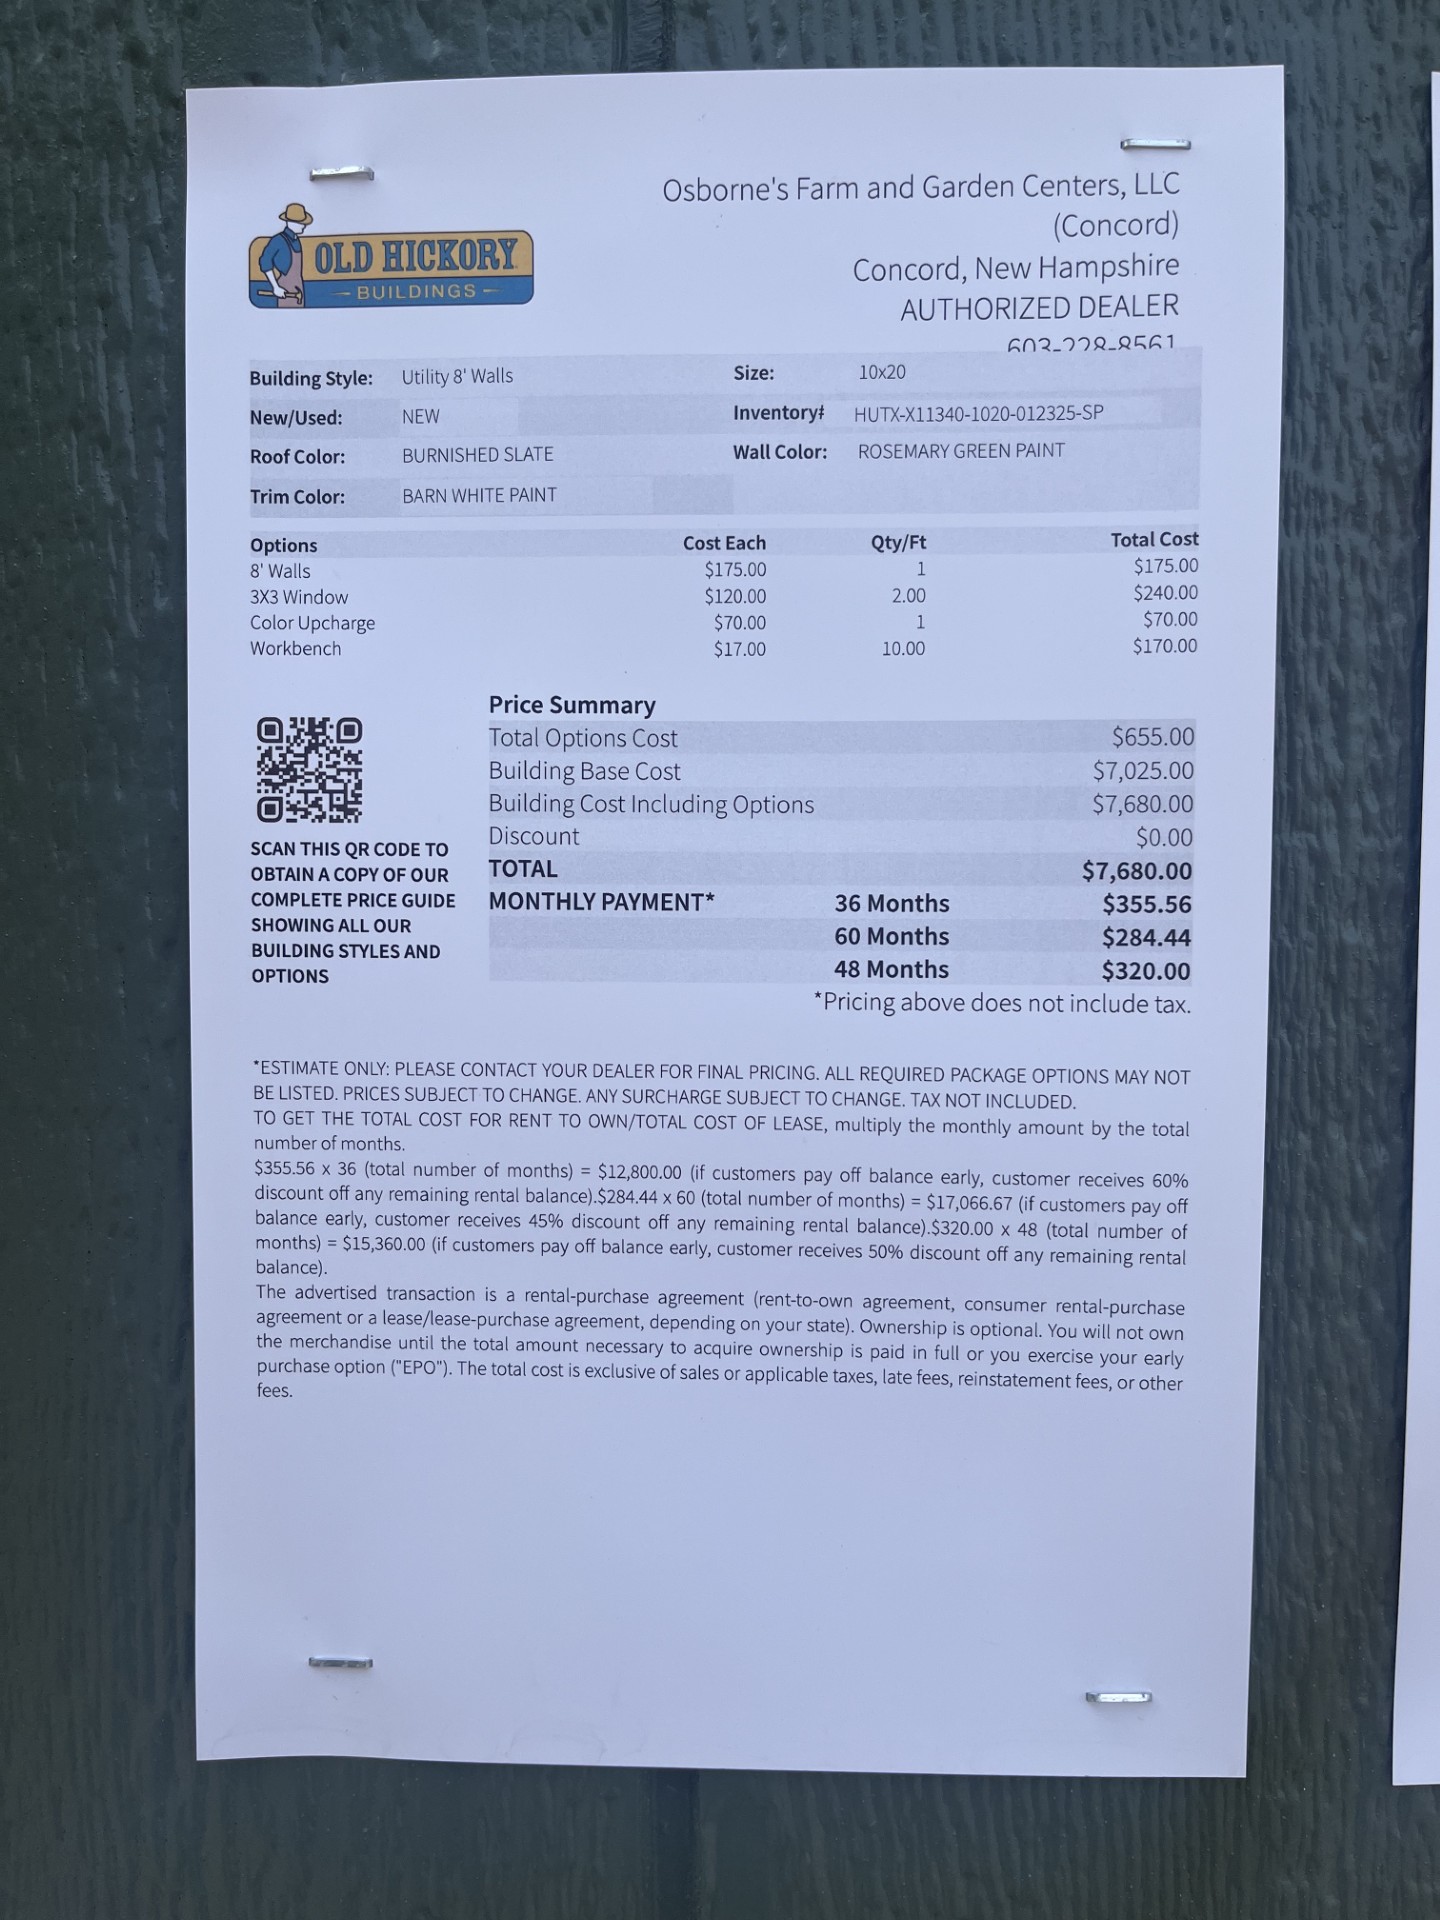 OLD HICKORY
BUILDINGS
Osborne's Farm and Garden Centers, LLC
(Concord)
Concord, New Hampshire
AUTHORIZED DEALER
603-228-8561
Building Style: Utility 8' Walls Size: 10x20
New/Used: NEW Inventory# HUTX-X11340-1020-012325-SP
Roof Color: BURNISHED SLATE Wall Color: ROSEMARY GREEN PAINT
Trim Color: BARN WHITE PAINT
Options Cost Each Qty/Ft Total Cost
8' Walls $175.00 1 $175.00
3X3 Window $120.00 2.00 $240.00
Color Upcharge $70.00 1 $70.00
Workbench $17.00 10.00 $170.00
SCAN THIS QR CODE TO
OBTAIN A COPY OF OUR
COMPLETE PRICE GUIDE
SHOWING ALL OUR
BUILDING STYLES AND
OPTIONS
Price Summary
Total Options Cost $655.00
Building Base Cost $7,025.00
Building Cost Including Options $7,680.00
Discount $0.00
TOTAL $7,680.00
MONTHLY PAYMENT* 36 Months $355.56
60 Months $284.44
48 Months $320.00
*Pricing above does not include tax.
*ESTIMATE ONLY: PLEASE CONTACT YOUR DEALER FOR FINAL PRICING. ALL REQUIRED PACKAGE OPTIONS MAY NOT
BE LISTED. PRICES SUBJECT TO CHANGE. ANY SURCHARGE SUBJECT TO CHANGE. TAX NOT INCLUDED.
TO GET THE TOTAL COST FOR RENT TO OWN/TOTAL COST OF LEASE, multiply the monthly amount by the total
number of months.
$355.56 x 36 (total number of months) = $12,800.00 (if customers pay off balance early, customer receives 60%
discount off any remaining rental balance).$284.44 x 60 (total number of months) = $17,066.67 (if customers pay off
balance early, customer receives 45% discount off any remaining rental balance).$320.00 x 48 (total number of
months) = $15,360.00 (if customers pay off balance early, customer receives 50% discount off any remaining rental
balance).
The advertised transaction is a rental-purchase agreement (rent-to-own agreement, consumer rental-purchase
agreement or a lease/lease-purchase agreement, depending on your state). Ownership is optional. You will not own
the merchandise until the total amount necessary to acquire ownership is paid in full or you exercise your early
purchase option ("EPO"). The total cost is exclusive of sales or applicable taxes, late fees, reinstatement fees, or other
fees.